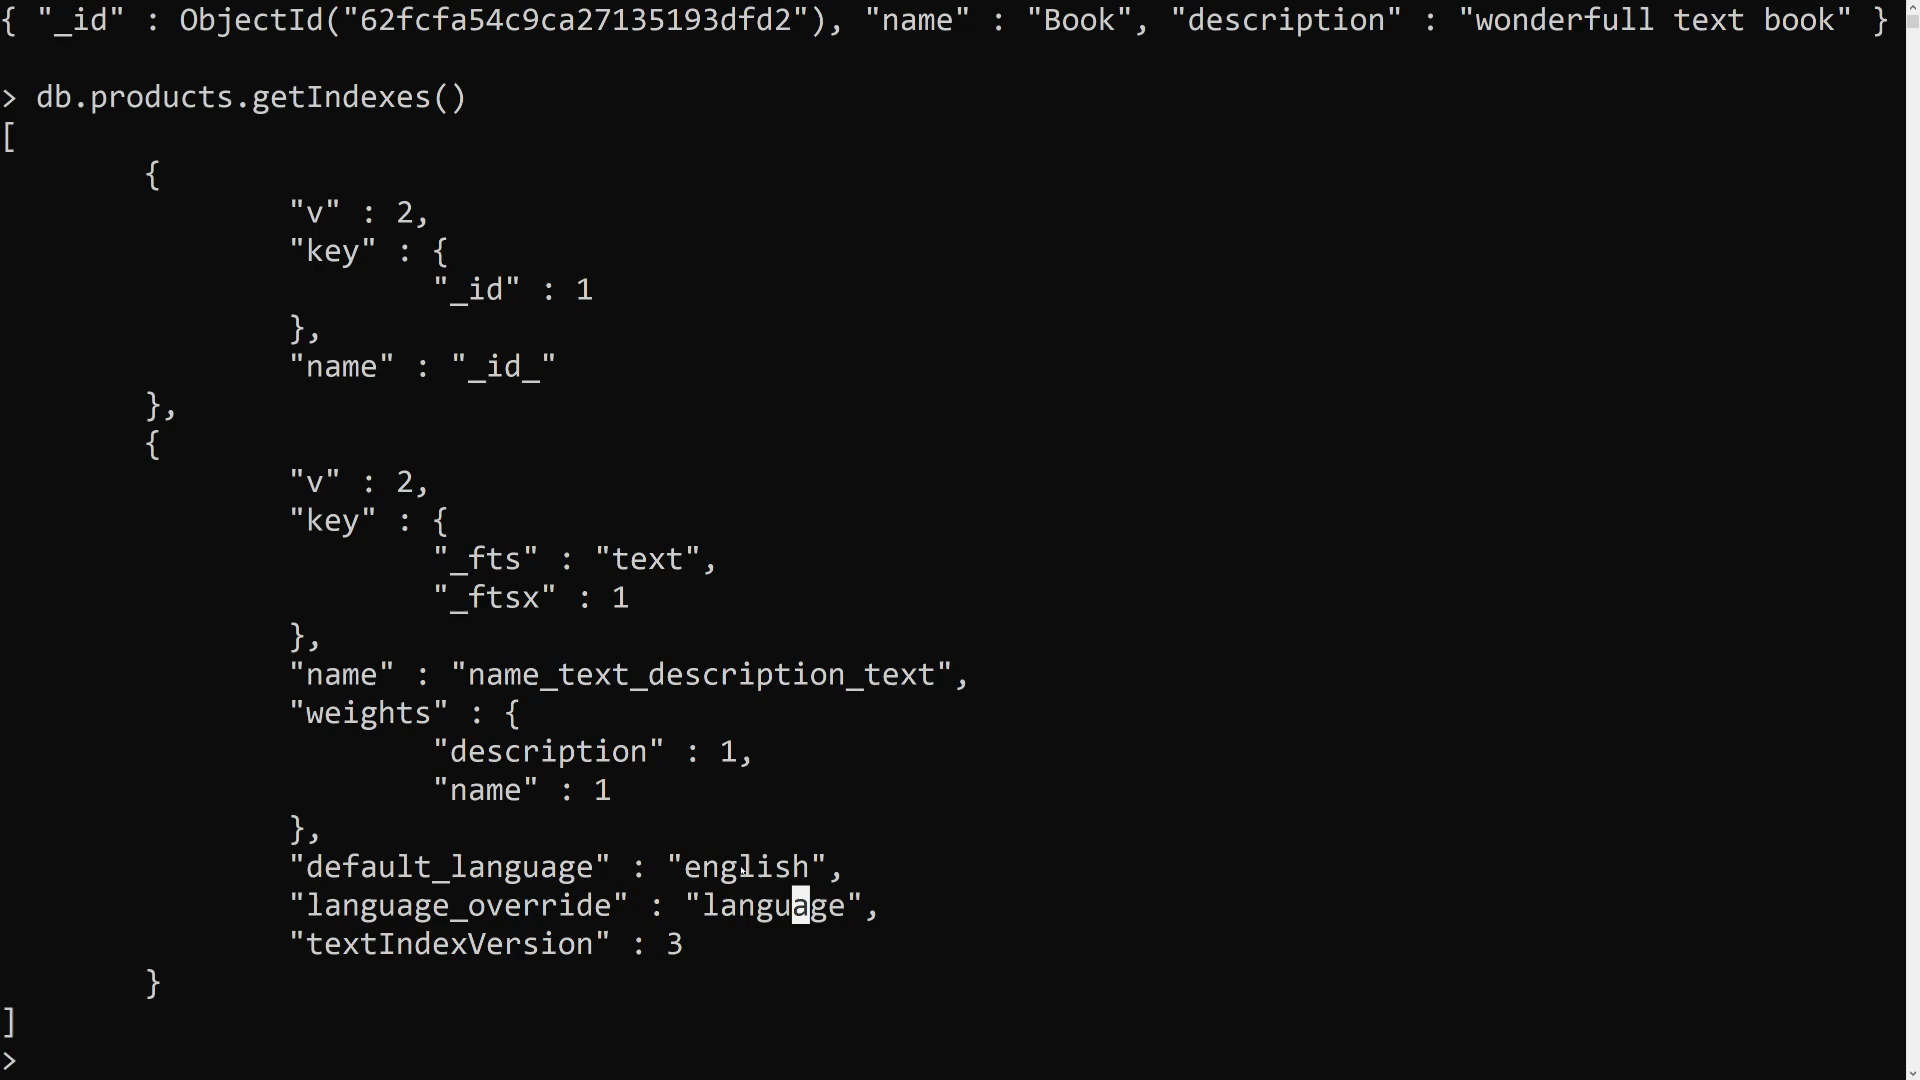 { "_id" : ObjectId("62fcfa54c9ca27135193dfd2"), "name" : "Book", "description" : "wonderfull text book" }
> db.products.getIndexes()
[
{
"v" : 2,
"key" : {
"_id" : 1
},
"name" : "_id_"
},
{
"v" : 2,
"key" : {
"_fts" : "text",
"_ftsx" : 1
},
"name" : "name_text_description_text",
"weights" : {
"description" : 1,
"name" : 1
},
"default_language" : "english",
"language_override" : "language",
"textIndexVersion" : 3
}
]
>